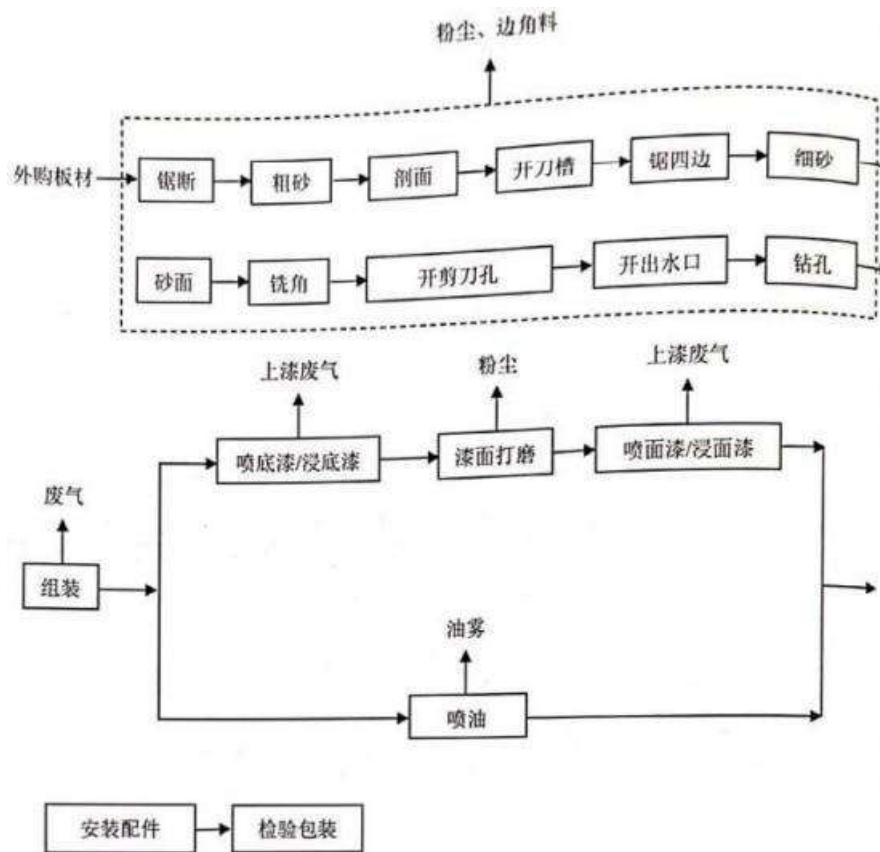 粉尘、边角料
外购板材 锯断 粗砂 剖面 开刀槽 锯四边 细砂
砂面 铣角 开剪刀孔 开出水口 钻孔
上漆废气 粉尘 上漆废气
喷底漆/浸底漆 漆面打磨 喷面漆/浸面漆
废气
组装
油雾
喷油
安装配件 检验包装